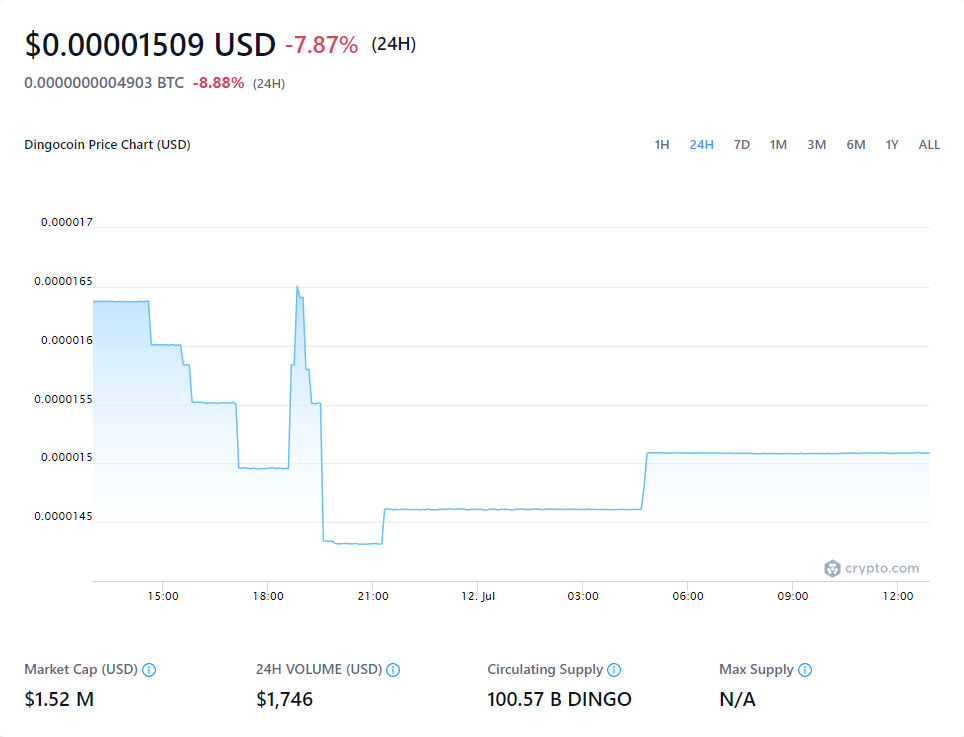 $0.00001509 USD -7.87% (24H)
0.0000000004903 BTC -8.88% (24H)
Dingocoin Price Chart (USD) 1H 24H 7D 1M 3M 6M 1Y ALL
0.000017
0.0000165
0.000016
0.0000155
0.000015
0.0000145
crypto.com
15:00 18:00 21:00 12. Jul 03:00 06:00 09:00 12:00
Market Cap (USD) 24H VOLUME (USD) Circulating Supply Max Supply
$1.52 M $1,746 100.57 B DINGO N/A